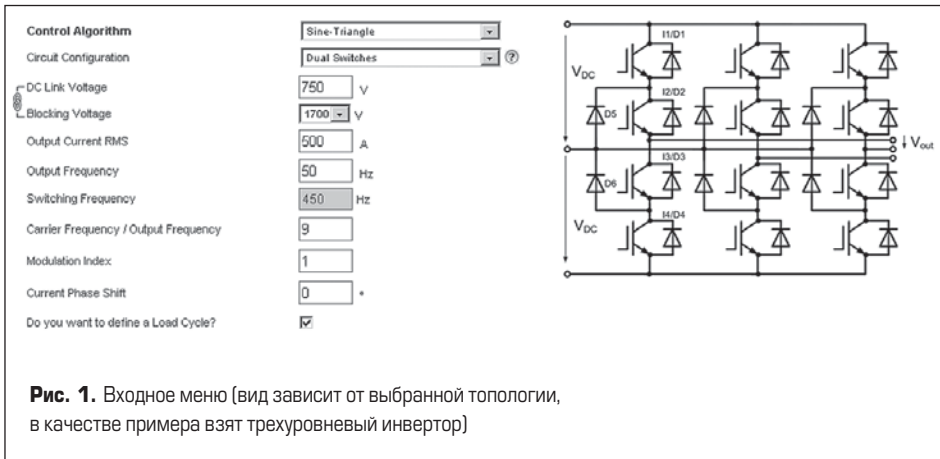 Control Algorithm Sine-Triangle
Circuit Configuration Dual Switches ?
DC Link Voltage 750 V
Blocking Voltage 1700 V
Output Current RMS 500 A
Output Frequency 50 Hz
Switching Frequency 450 Hz
Carrier Frequency / Output Frequency 9
Modulation Index 1
Current Phase Shift 0 °
Do you want to define a Load Cycle?
I1/D1
VDC
I2/D2
D5
Vout
I3/D3
D6
I4/D4
VDC
Рис. 1. Входное меню (вид зависит от выбранной топологии,
в качестве примера взят трехуровневый инвертор)